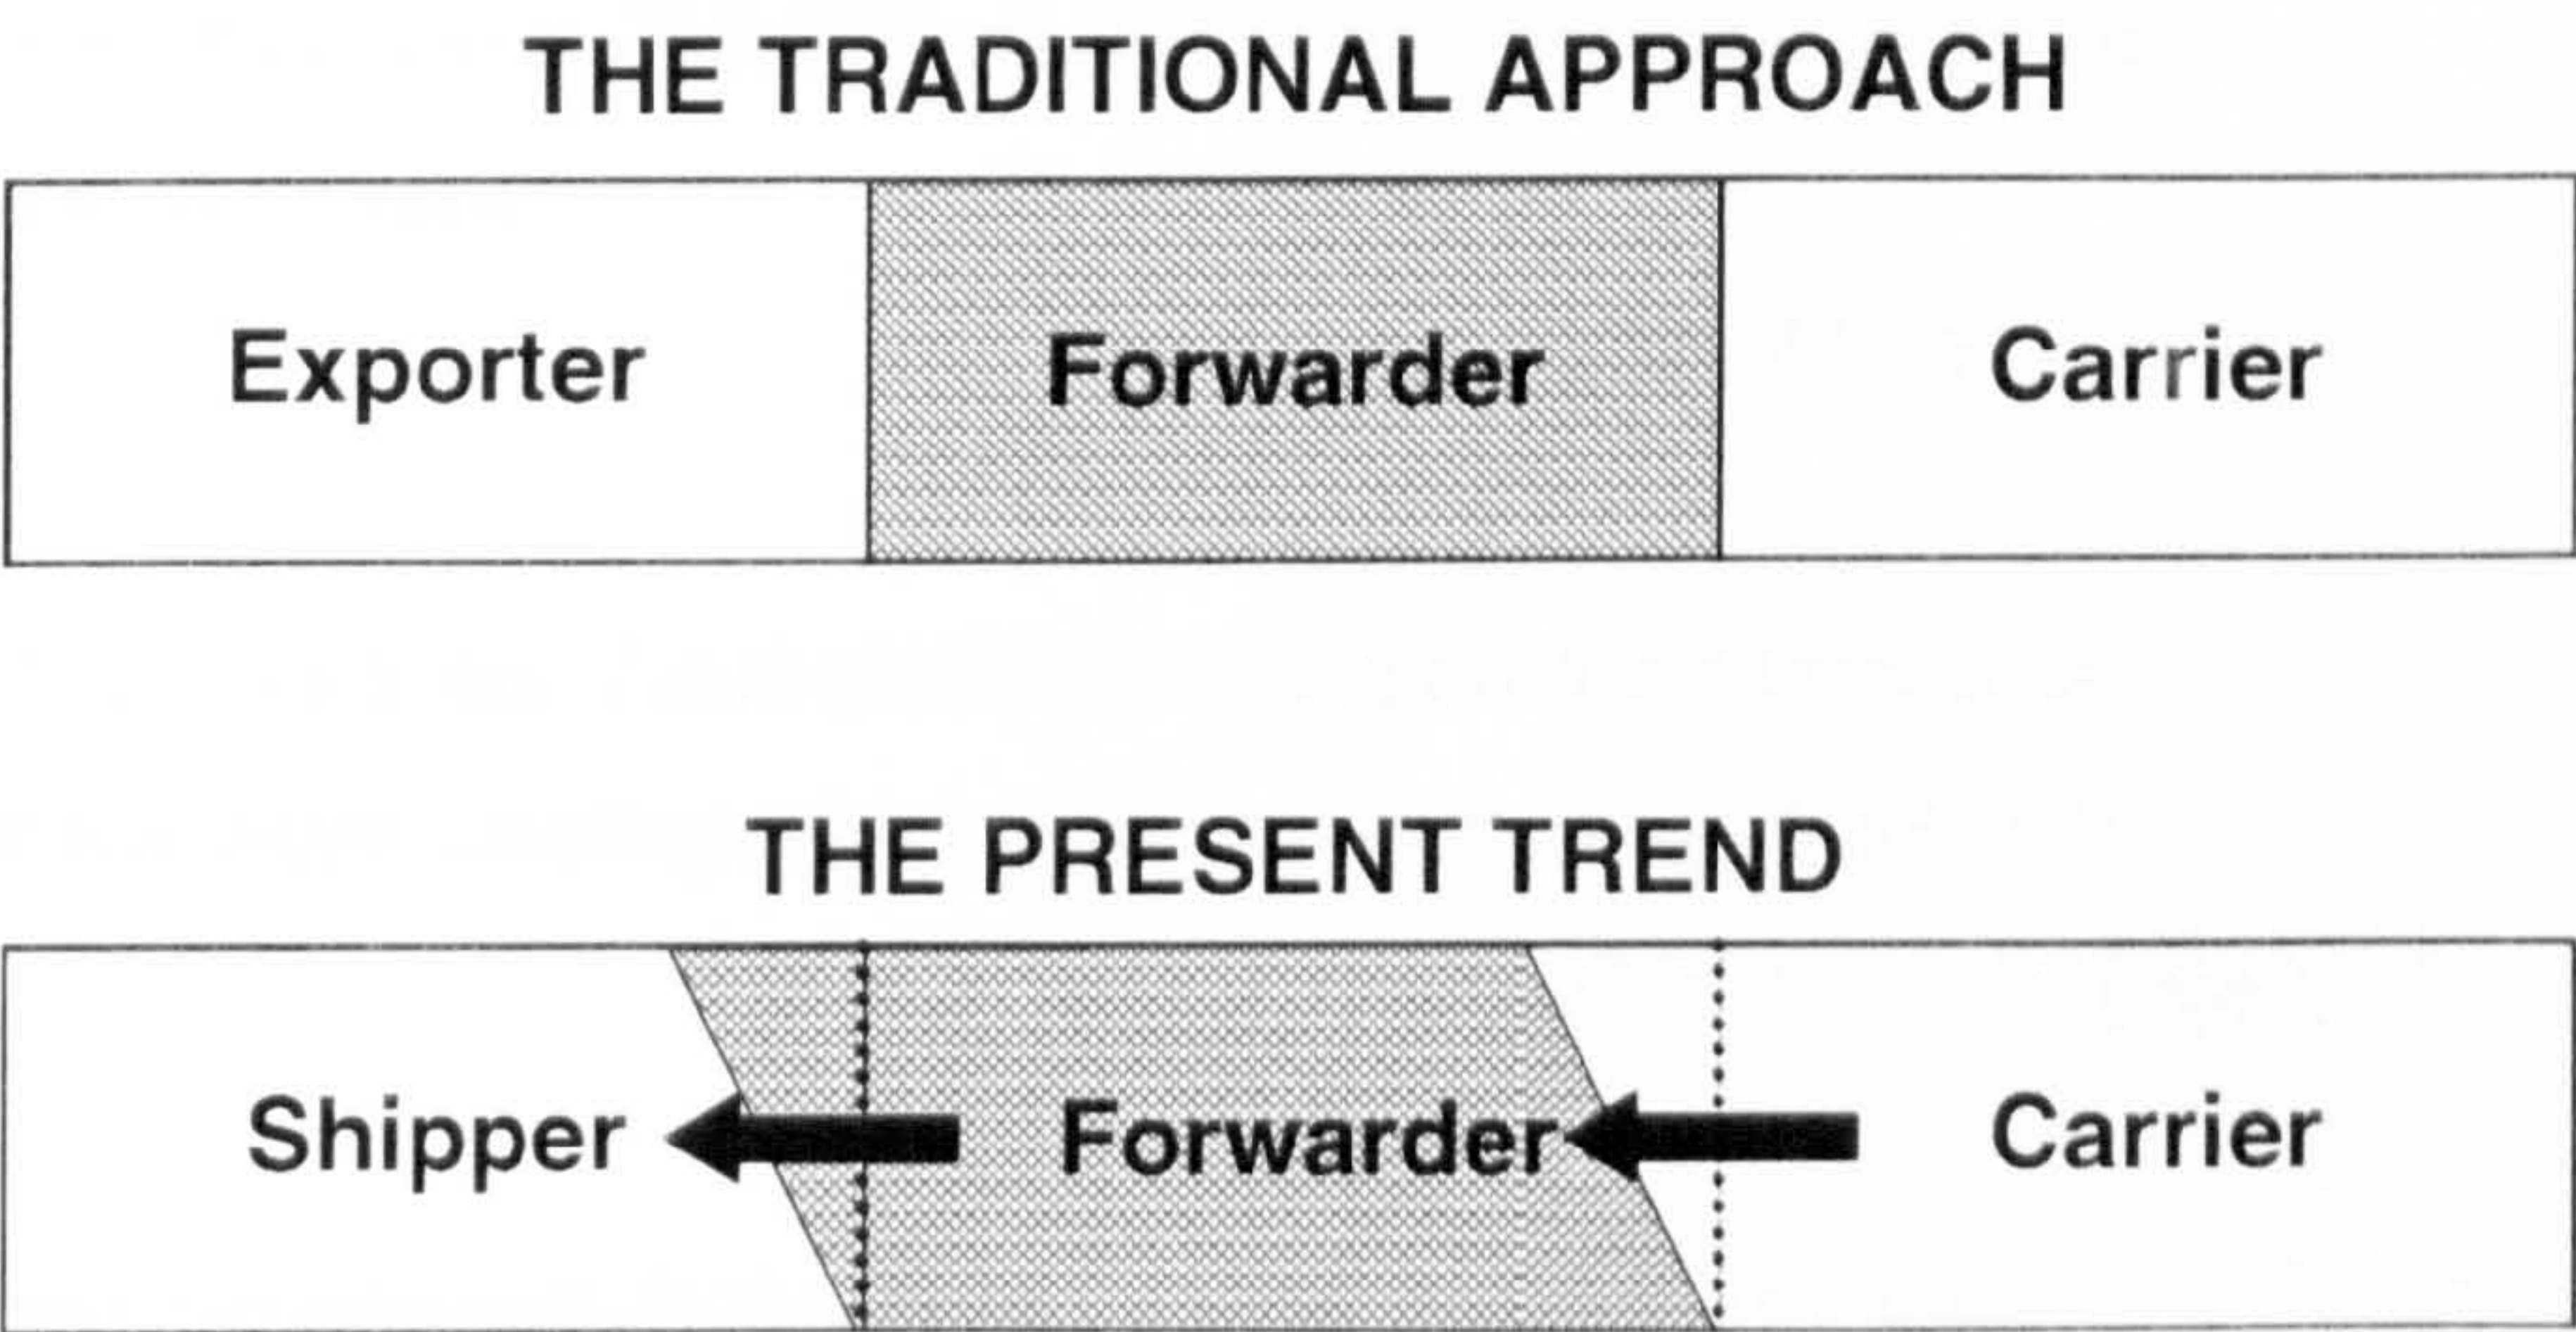 THE TRADITIONAL APPROACH
Exporter Forwarder Carrier
THE PRESENT TREND
Shipper Forwarder Carrier